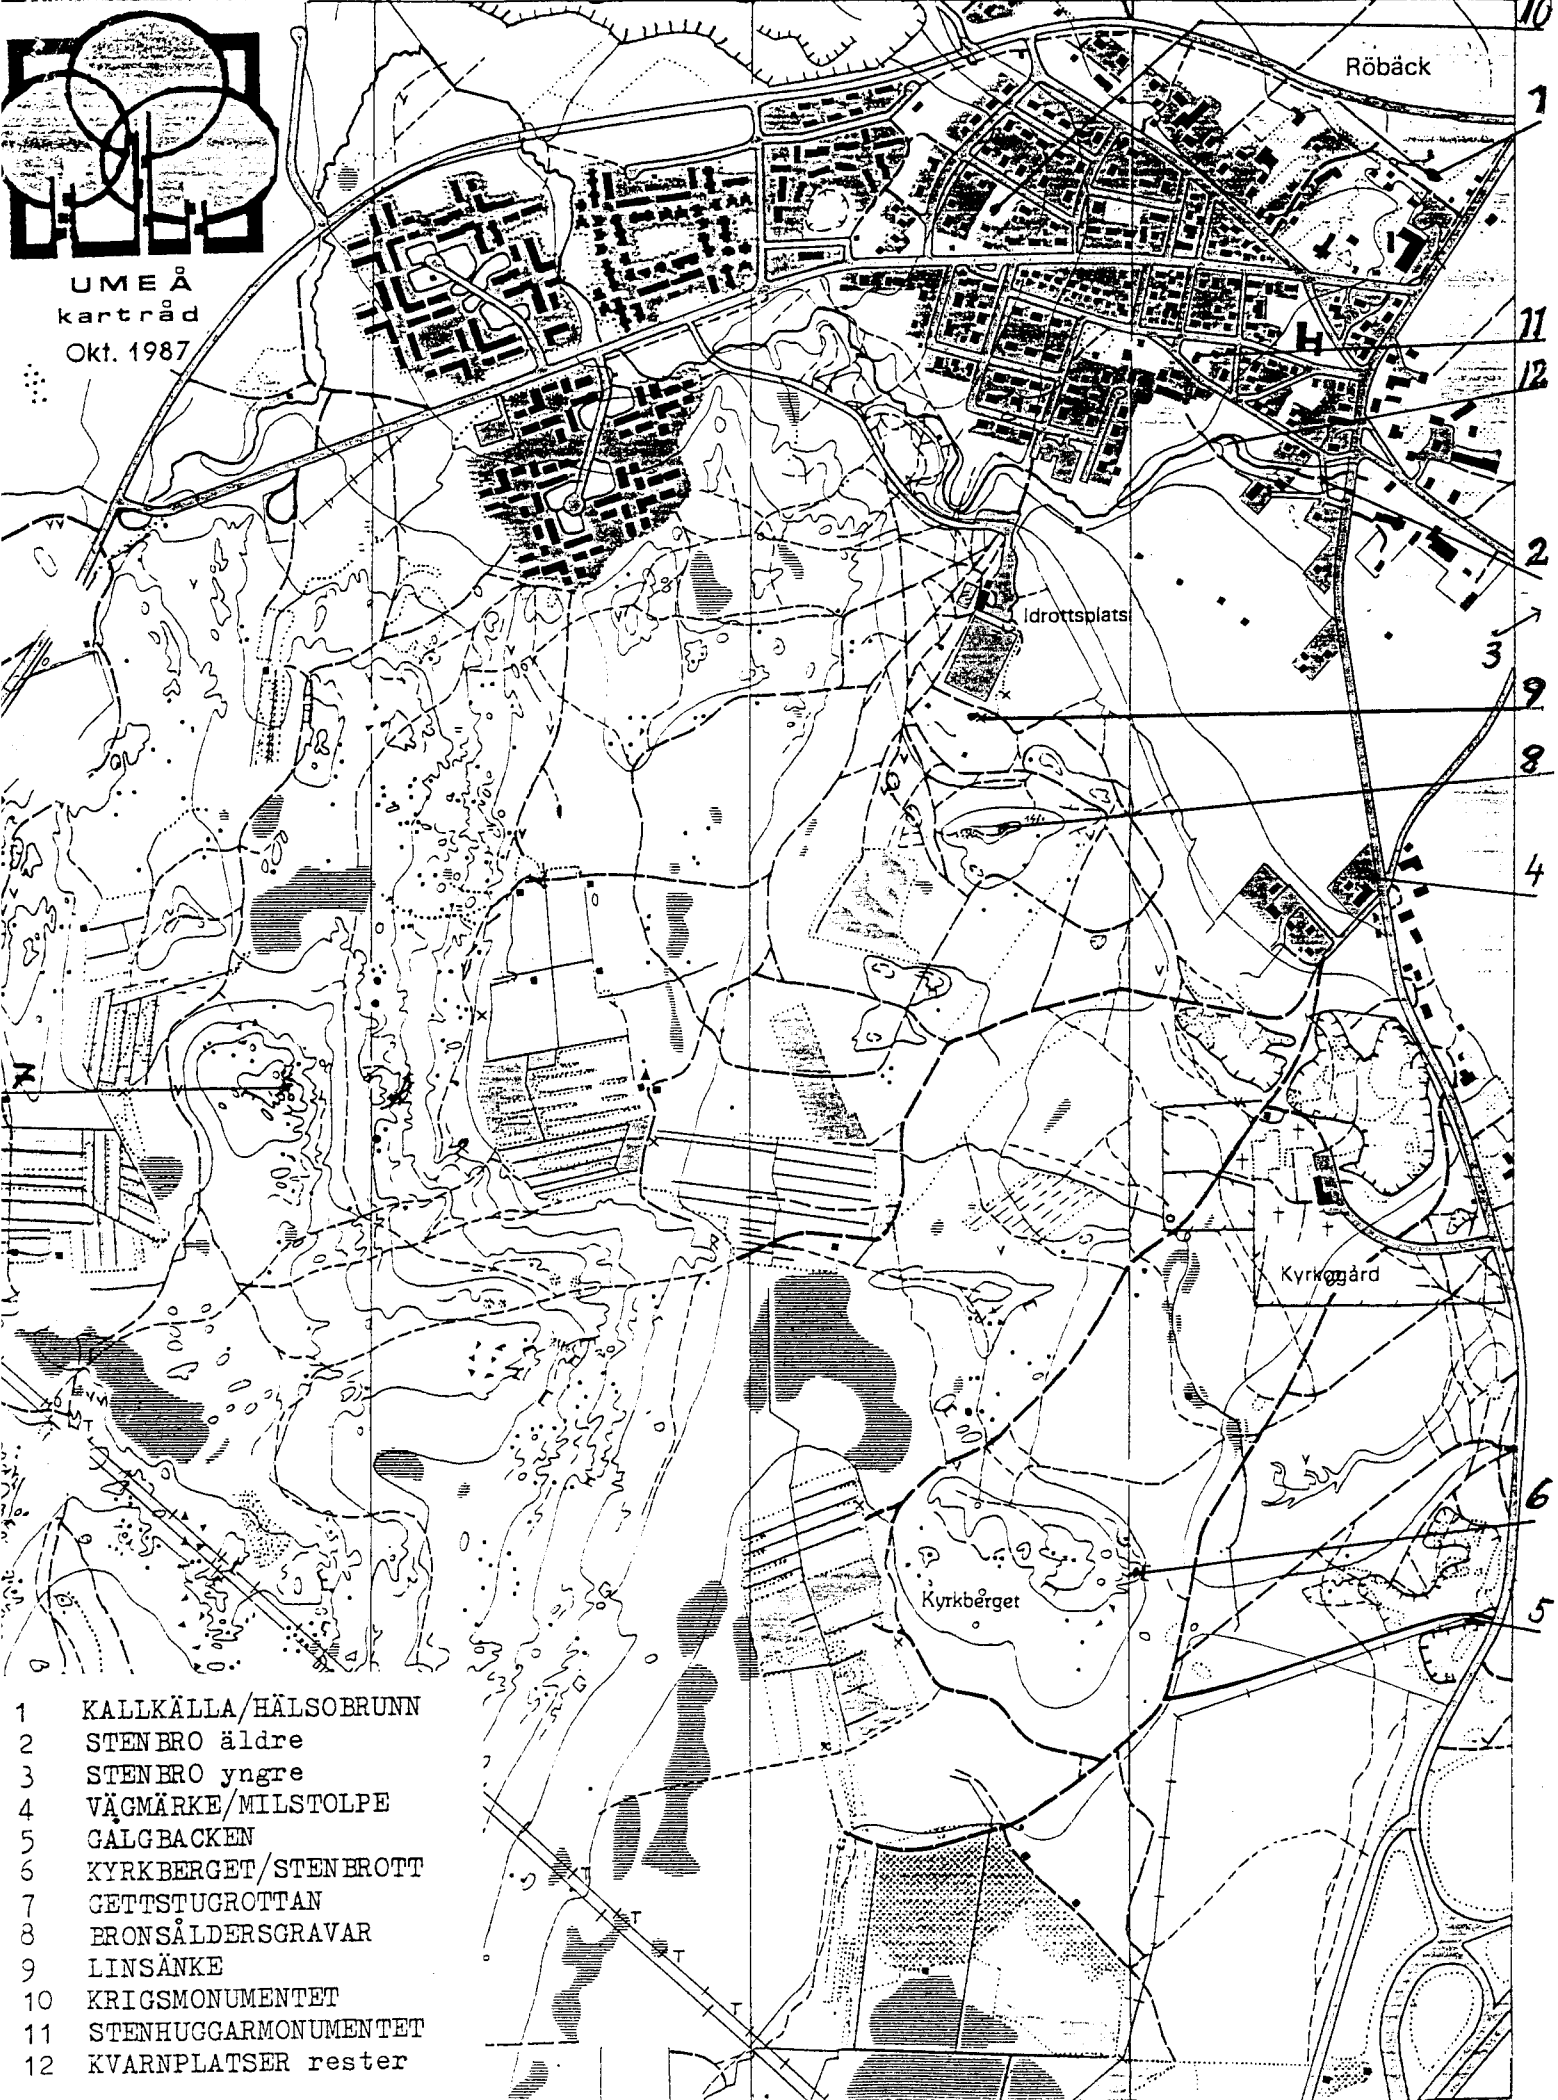 10
Röbäck
1
UMEÅ
kartråd
Okt. 1987
H
11
12
2
Idrottsplats
3
9
8
4
7
Kyrkogård
6
Kyrkberget
5
1 KALLKÄLLA/HÄLSOBRUNN
2 STENBRO äldre
3 STENBRO yngre
4 VÄGMÄRKE/MILSTOLPE
5 GALGBACKEN
6 KYRKBERGET/STENBROTT
7 GETTSTUGROTTAN
8 BRONSÅLDERSGRAVAR
9 LINSÄNKE
10 KRIGSMONUMENTET
11 STENHUGGARMONUMENTET
12 KVARNPLATSER rester